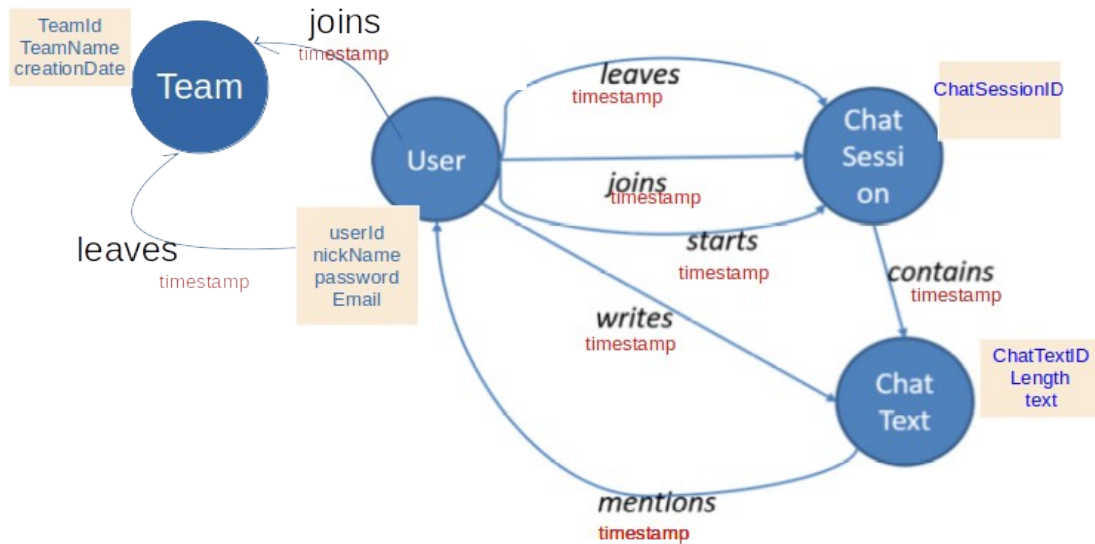 TeamId
TeamName
creationDate
Team
joins
timestamp
leaves
timestamp
User
userId
nickName
password
Email
leaves
timestamp
joins
timestamp
starts
timestamp
Chat
Sessi
on
ChatSessionID
contains
timestamp
writes
timestamp
Chat
Text
ChatTextID
Length
text
mentions
timestamp